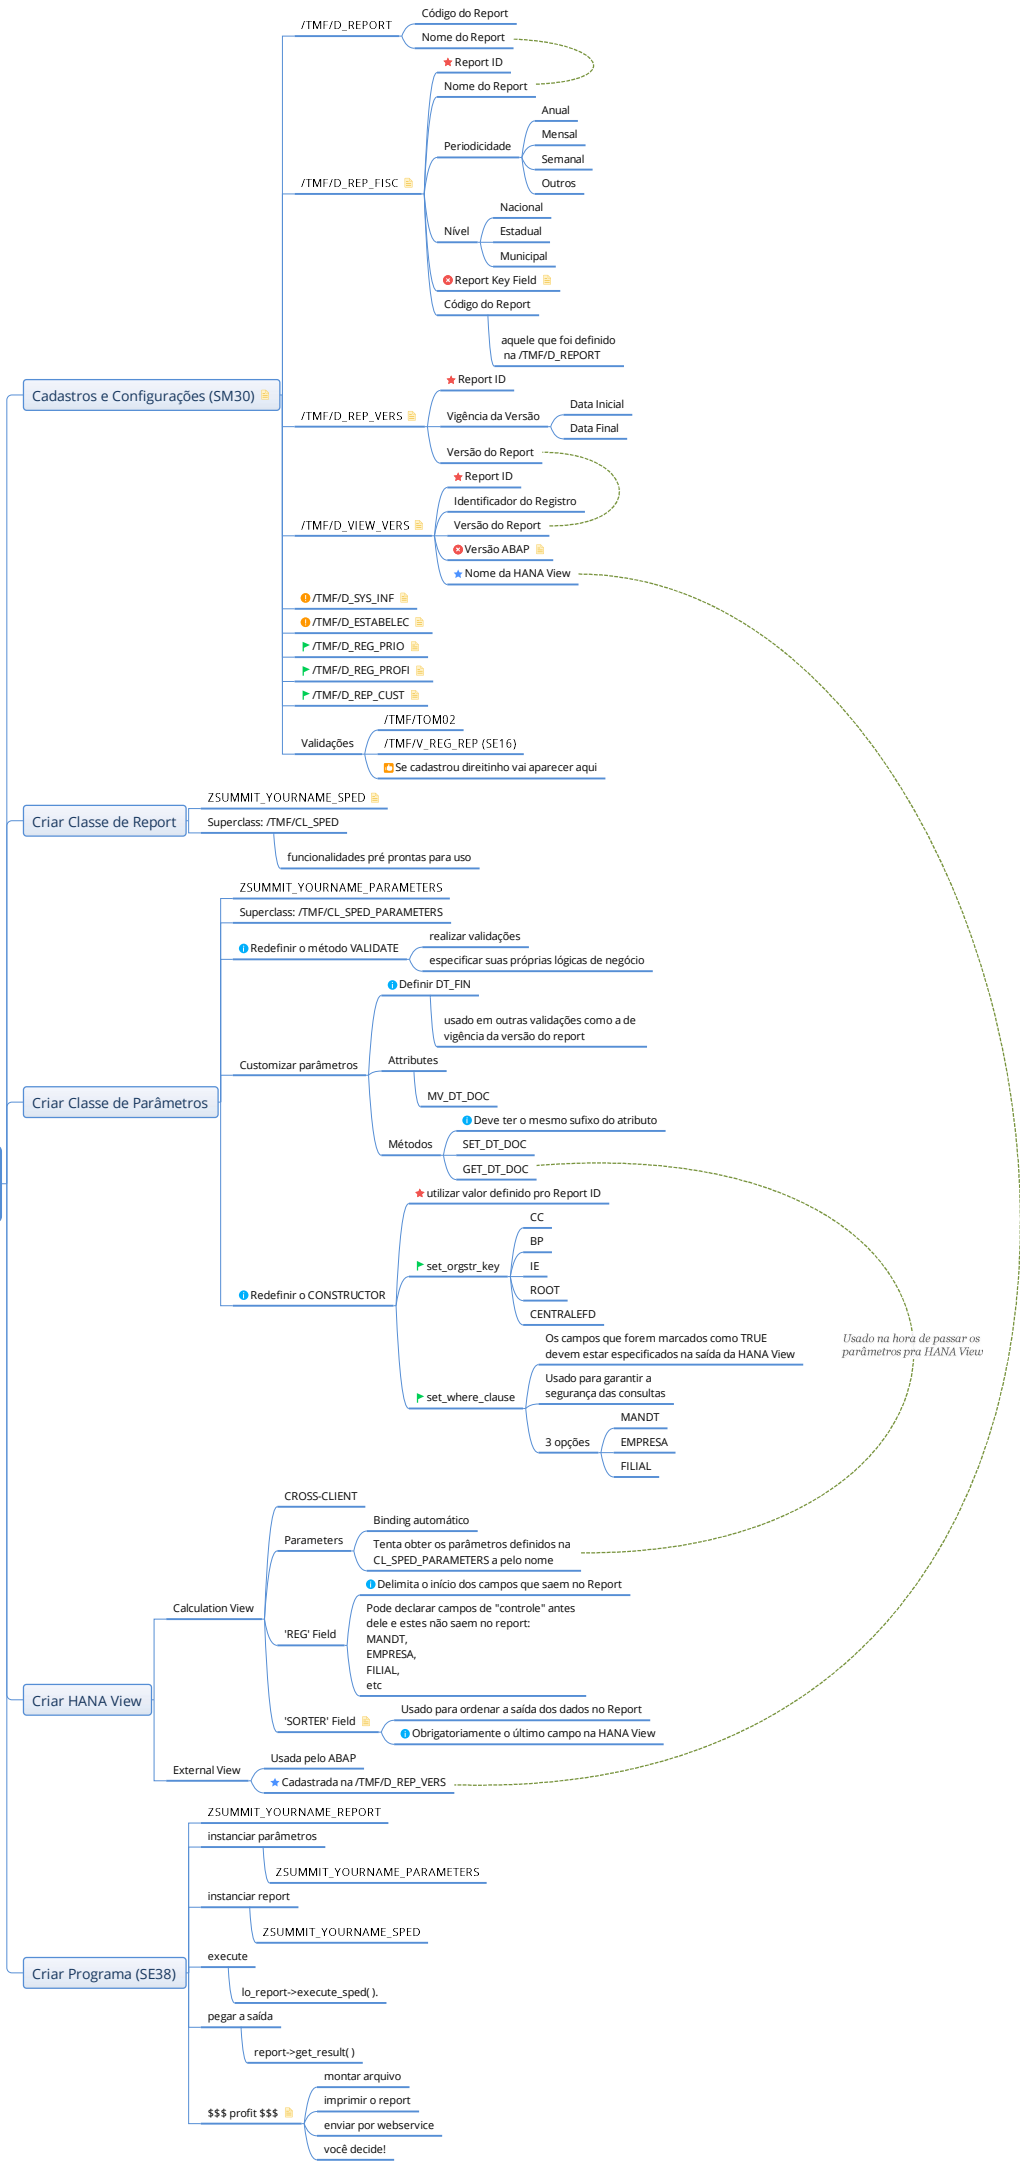 /TMF/D_REPORT
Código do Report
Nome do Report
/TMF/D_REP_FISC
Report ID
Nome do Report
Periodicidade
Anual
Mensal
Semanal
Outros
Nível
Nacional
Estadual
Municipal
Report Key Field
Código do Report
aquele que foi definido
na /TMF/D_REPORT
Cadastros e Configurações (SM30)
/TMF/D_REP_VERS
Report ID
Vigência da Versão
Data Inicial
Data Final
Versão do Report
/TMF/D_VIEW_VERS
Report ID
Identificador do Registro
Versão do Report
Versão ABAP
Nome da HANA View
/TMF/D_SYS_INF
/TMF/D_ESTABELEC
/TMF/D_REG_PRIO
/TMF/D_REG_PROFI
/TMF/D_REP_CUST
Validações
/TMF/TOM02
/TMF/V_REG_REP (SE16)
Se cadastrou direitinho vai aparecer aqui
Criar Classe de Report
ZSUMMIT_YOURNAME_SPED
Superclass: /TMF/CL_SPED
funcionalidades pré prontas para uso
Criar Classe de Parâmetros
ZSUMMIT_YOURNAME_PARAMETERS
Superclass: /TMF/CL_SPED_PARAMETERS
Redefinir o método VALIDATE
realizar validações
especificar suas próprias lógicas de negócio
Customizar parâmetros
Definir DT_FIN
usado em outras validações como a de
vigência da versão do report
Attributes
MV_DT_DOC
Métodos
Deve ter o mesmo sufixo do atributo
SET_DT_DOC
GET_DT_DOC
Redefinir o CONSTRUCTOR
utilizar valor definido pro Report ID
set_orgstr_key
CC
BP
IE
ROOT
CENTRALEFD
set_where_clause
Os campos que forem marcados como TRUE
devem estar especificados na saída da HANA View
Usado para garantir a
segurança das consultas
3 opções
MANDT
EMPRESA
FILIAL
Usado na hora de passar os
parâmetros pra HANA View
Criar HANA View
Calculation View
CROSS-CLIENT
Parameters
Binding automático
Tenta obter os parâmetros definidos na
CL_SPED_PARAMETERS a pelo nome
'REG' Field
Delimita o início dos campos que saem no Report
Pode declarar campos de "controle" antes
dele e estes não saem no report:
MANDT,
EMPRESA,
FILIAL,
etc
'SORTER' Field
Usado para ordenar a saída dos dados no Report
Obrigatoriamente o último campo na HANA View
External View
Usada pelo ABAP
Cadastrada na /TMF/D_REP_VERS
Criar Programa (SE38)
ZSUMMIT_YOURNAME_REPORT
instanciar parâmetros
ZSUMMIT_YOURNAME_PARAMETERS
instanciar report
ZSUMMIT_YOURNAME_SPED
execute
lo_report->execute_sped( ).
pegar a saída
report->get_result( )
$$$ profit $$$
montar arquivo
imprimir o report
enviar por webservice
você decide!